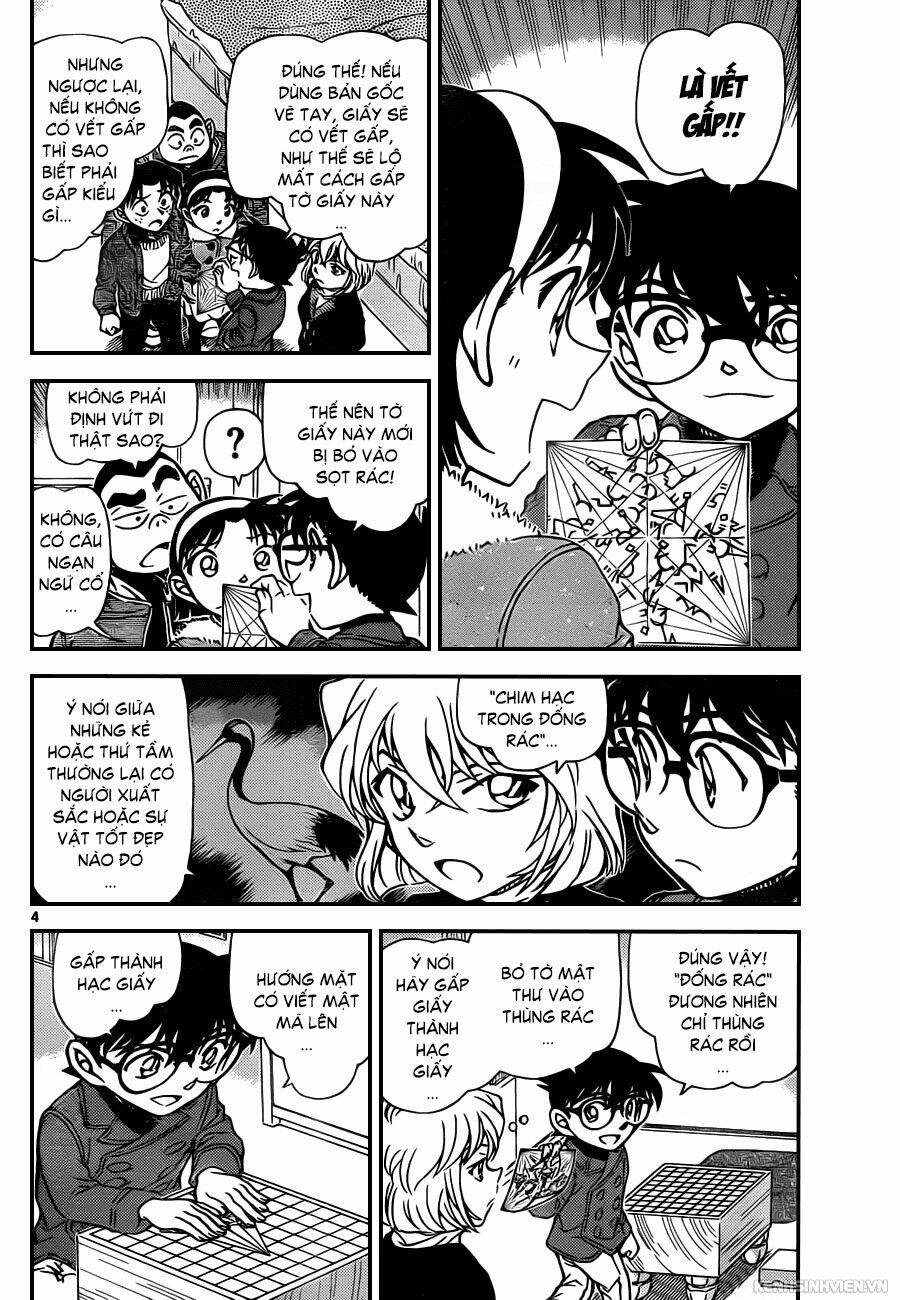 LÀ VẾT
GẤP!!
ĐÚNG THẾ! NẾU
DÙNG BẢN GỐC
VẼ TAY, GIẤY SẼ
CÓ VẾT GẤP,
NHƯ THẾ SẼ LỘ
MẤT CÁCH GẤP
TỜ GIẤY NÀY
...
NHƯNG
NGƯỢC LẠI,
NẾU KHÔNG
CÓ VẾT GẤP
THÌ SAO
BIẾT PHẢI
GẤP KIỂU
GÌ...
THẾ NÊN TỜ
GIẤY NÀY MỚI
BỊ BỎ VÀO
SỌT RÁC!
?
KHÔNG PHẢI
ĐỊNH VỨT ĐI
THẬT SAO?
KHÔNG,
CÓ CÂU
NGẠN
NGỮ CỔ
...
"CHIM HẠC
TRONG ĐỐNG
RÁC"...
Ý NÓI GIỮA
NHỮNG KẺ
HOẶC THỨ TẦM
THƯỜNG LẠI CÓ
NGƯỜI XUẤT
SẮC HOẶC SỰ
VẬT TỐT ĐẸP
NÀO ĐÓ
...
4
ĐÚNG VẬY!
"ĐỐNG RÁC"
ĐƯƠNG NHIÊN
CHỈ THÙNG
RÁC RỒI
...
BỎ TỜ MẬT
THƯ VÀO
THÙNG RÁC
...
Ý NÓI
HÃY GẤP
GIẤY
THÀNH
HẠC
GIẤY
HƯỚNG MẶT
CÓ VIẾT MẬT
MÃ LÊN
...
GẤP THÀNH
HẠC GIẤY
...
KENHSINHVIEN.VN